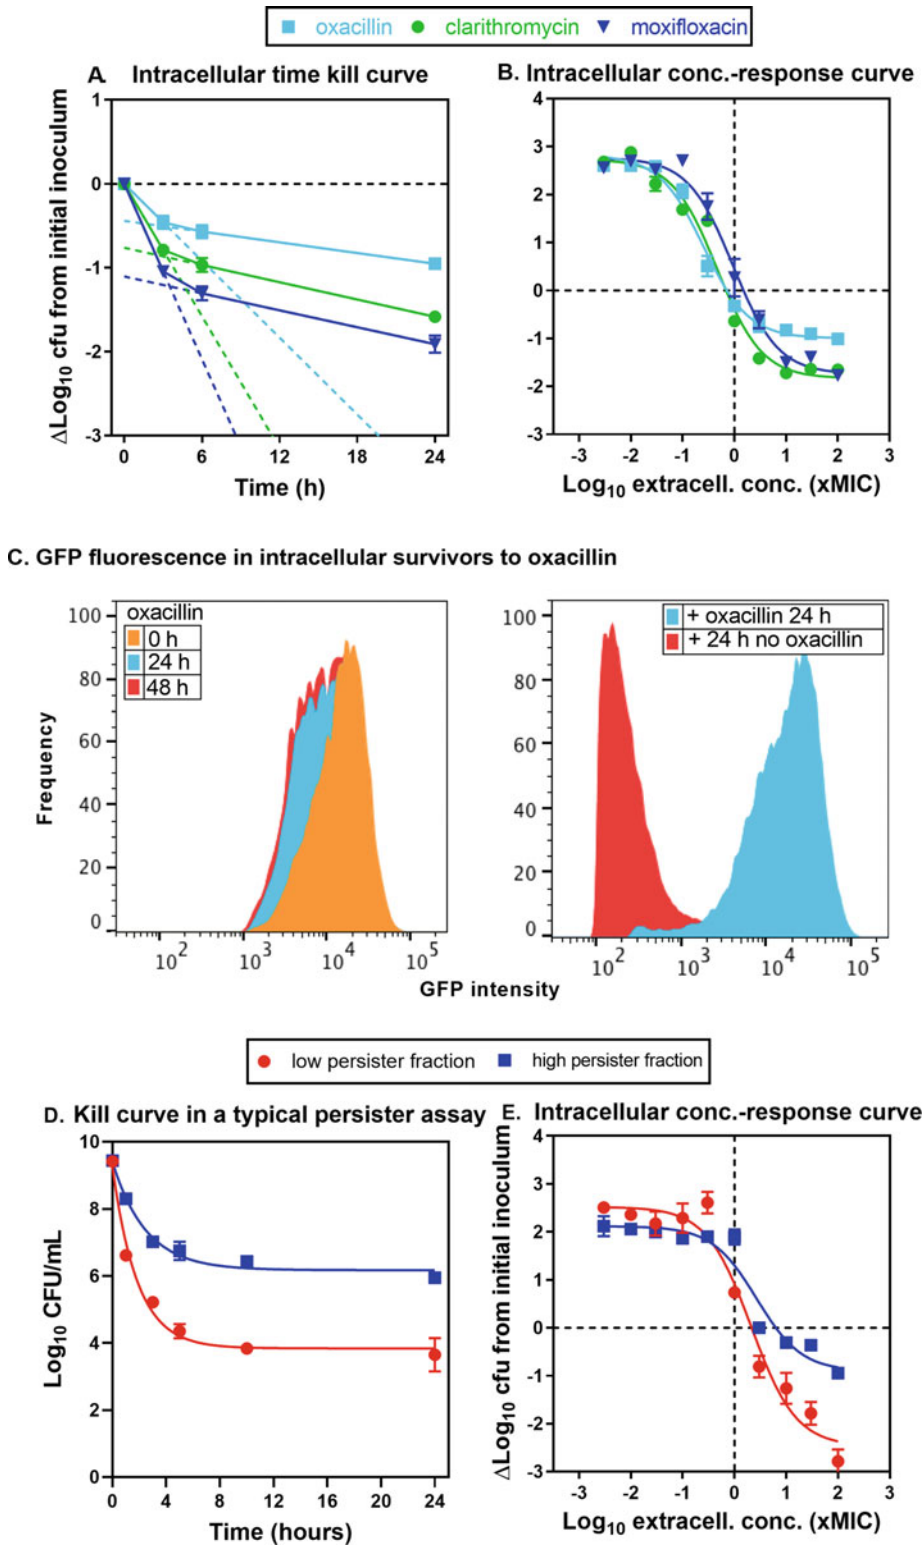 oxacillin clarithromycin moxifloxacin
A. Intracellular time kill curve
ΔLog10 cfu from initial inoculum
1
0
-1
-2
-3
0 6 12 18 24
Time (h)
B. Intracellular conc.-response curve
4
3
2
1
0
-1
-2
-3
-3 -2 -1 0 1 2 3
Log10 extracell. conc. (xMIC)
C. GFP fluorescence in intracellular survivors to oxacillin
Frequency
100
80
60
40
20
0
oxacillin
0 h
24 h
48 h
10^2 10^3 10^4 10^5
100
80
60
40
20
0
+ oxacillin 24 h
+ 24 h no oxacillin
10^2 10^3 10^4 10^5
GFP intensity
low persister fraction high persister fraction
D. Kill curve in a typical persister assay
Log10 CFU/mL
10
8
6
4
2
0
0 4 8 12 16 20 24
Time (hours)
E. Intracellular conc.-response curve
ΔLog10 cfu from initial inoculum
4
3
2
1
0
-1
-2
-3
-3 -2 -1 0 1 2 3
Log10 extracell. conc. (xMIC)